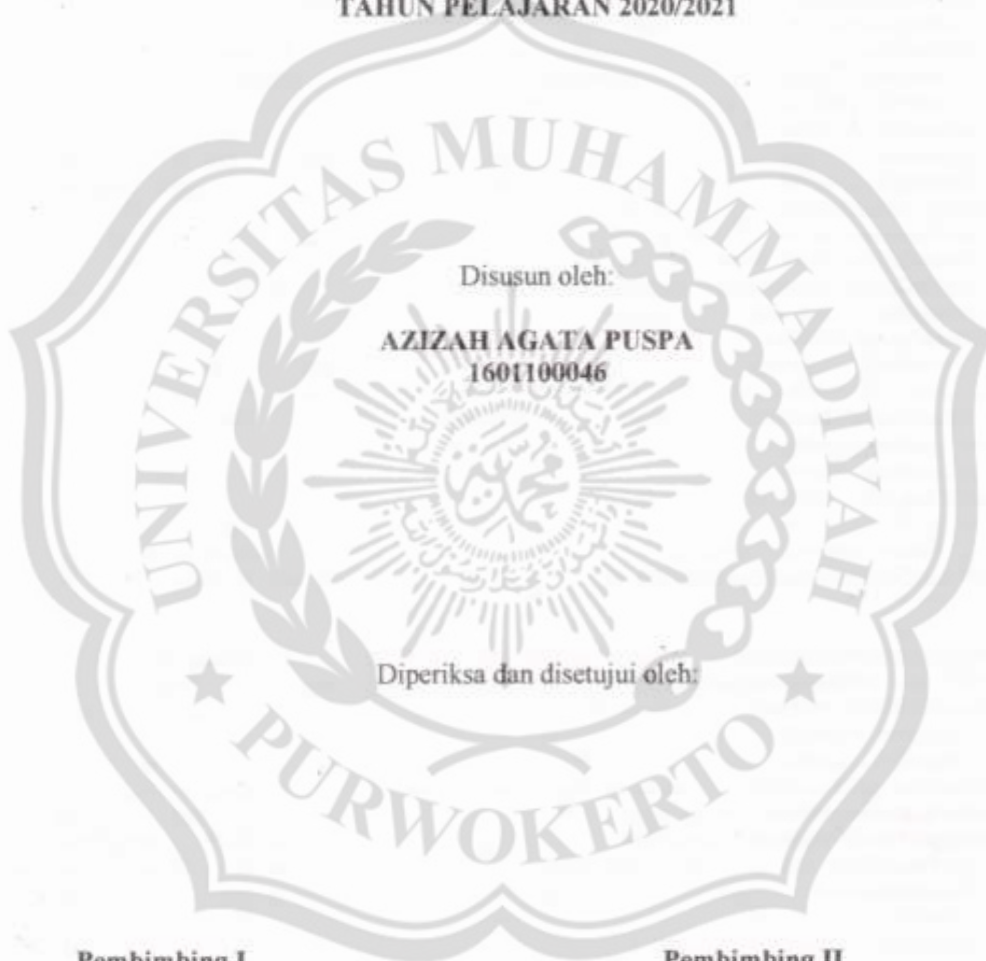 TAHUN PELAJARAN 2020/2021
UNIVERSITAS MUHAMMADIYAH
Disusun oleh:
AZIZAH AGATA PUSPA
1601100046
محمد
Diperiksa dan disetujui oleh:
PURWOKERTO
Pembimbing I
Pembimbing II